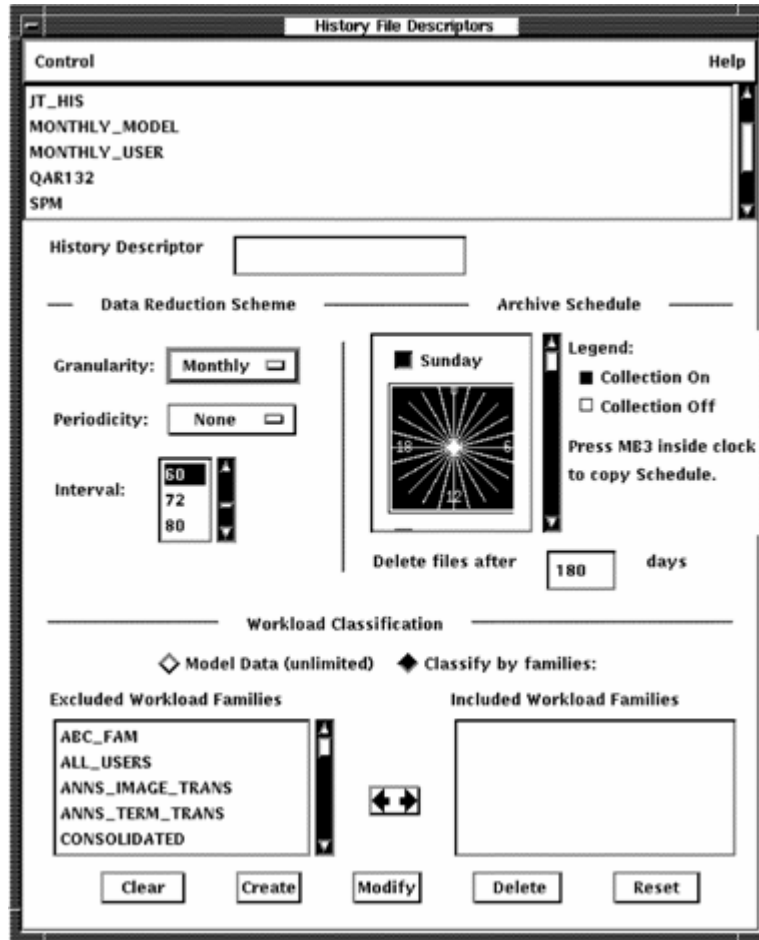 History File Descriptors
Control Help
JT_HIS
MONTHLY_MODEL
MONTHLY_USER
QAR132
SPM
History Descriptor
Data Reduction Scheme Archive Schedule
Granularity: Monthly
Periodicity: None
Interval: 60
72
80
Sunday
0
18 6
12
Legend:
Collection On
Collection Off
Press MB3 inside clock
to copy Schedule.
Delete files after 180 days
Workload Classification
Model Data (unlimited) Classify by families:
Excluded Workload Families Included Workload Families
ABC_FAM
ALL_USERS
ANNS_IMAGE_TRANS
ANNS_TERM_TRANS
CONSOLIDATED
Clear Create Modify Delete Reset